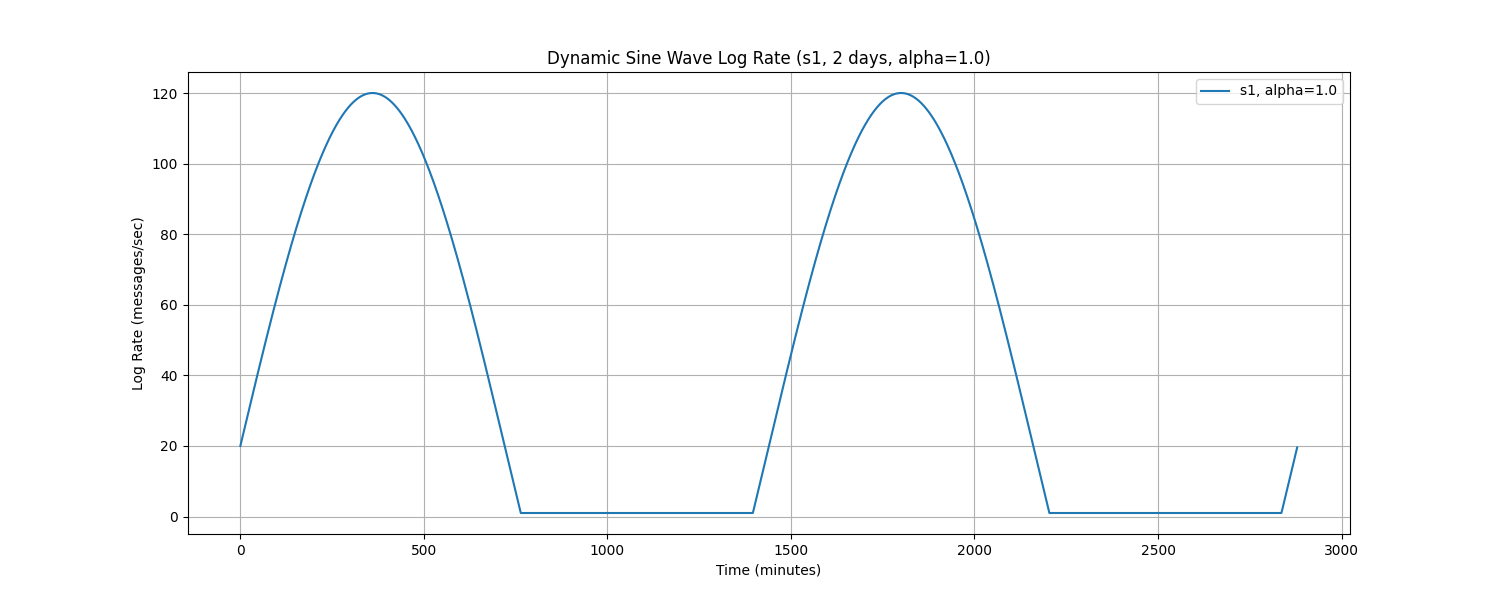 Dynamic Sine Wave Log Rate (s1, 2 days, alpha=1.0)
s1, alpha=1.0
Log Rate (messages/sec)
120
100
80
60
40
20
0
0 500 1000 1500 2000 2500 3000
Time (minutes)